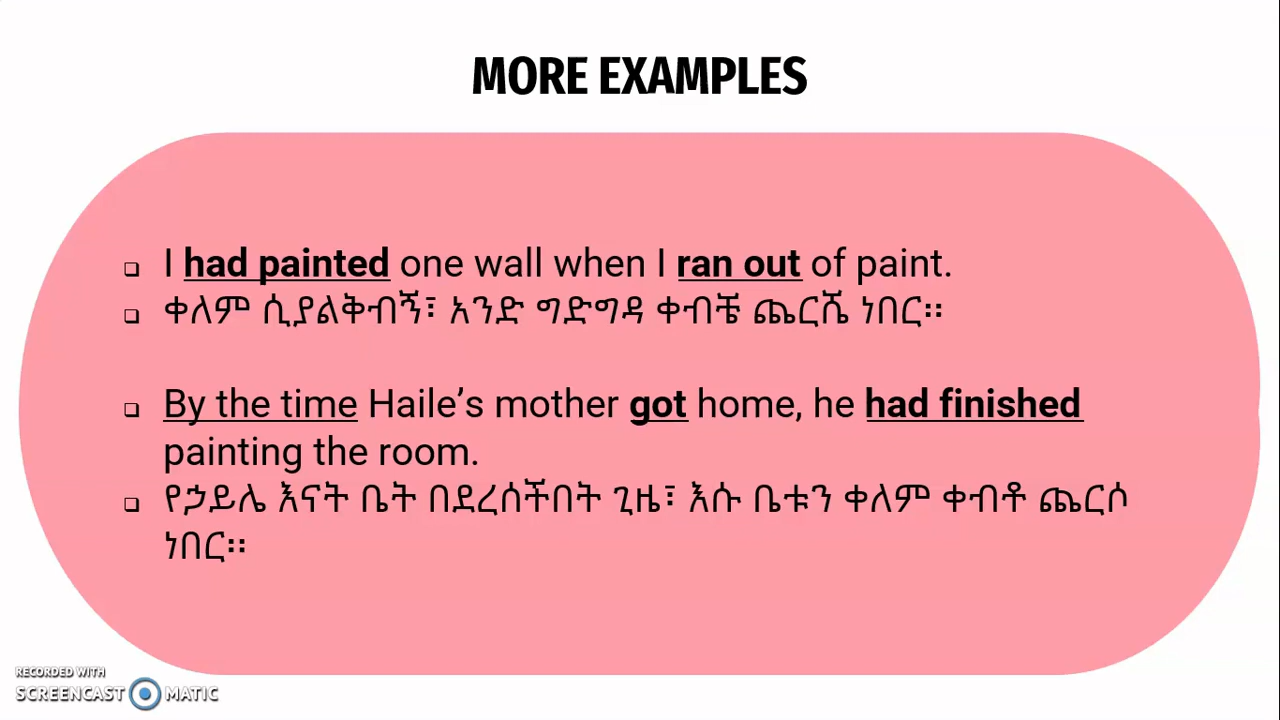 MORE EXAMPLES
❑ I had painted one wall when I ran out of paint.
❑ ቀለም ሲያልቅብኝ፣ አንድ ግድግዳ ቀብቼ ጨርሼ ነበር፡፡
❑ By the time Haile’s mother got home, he had finished
painting the room.
❑ የኃይሌ እናት ቤት በደረሰችበት ጊዜ፣ እሱ ቤቱን ቀለም ቀብቶ ጨርሶ
ነበር፡፡
RECORDED WITH
SCREENCAST MATIC